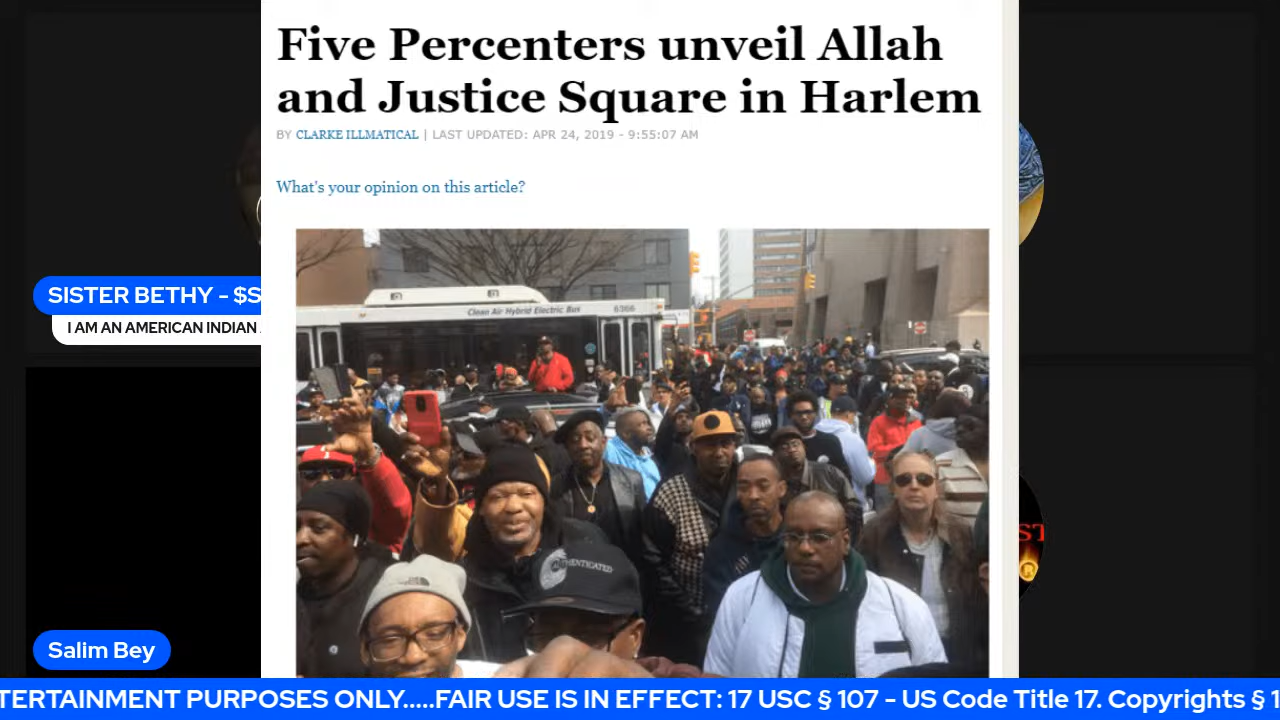 Five Percenters unveil Allah
and Justice Square in Harlem
BY CLARKE ILLMATICAL | LAST UPDATED: APR 24, 2019 - 9:55:07 AM
What's your opinion on this article?
Clean Air Hybrid Electric Bus 6366
SISTER BETHY - $S
I AM AN AMERICAN INDIAN
AUTHENTICATED
ST
®
Salim Bey
TERTAINMENT PURPOSES ONLY.....FAIR USE IS IN EFFECT: 17 USC § 107 - US Code Title 17. Copyrights § 1